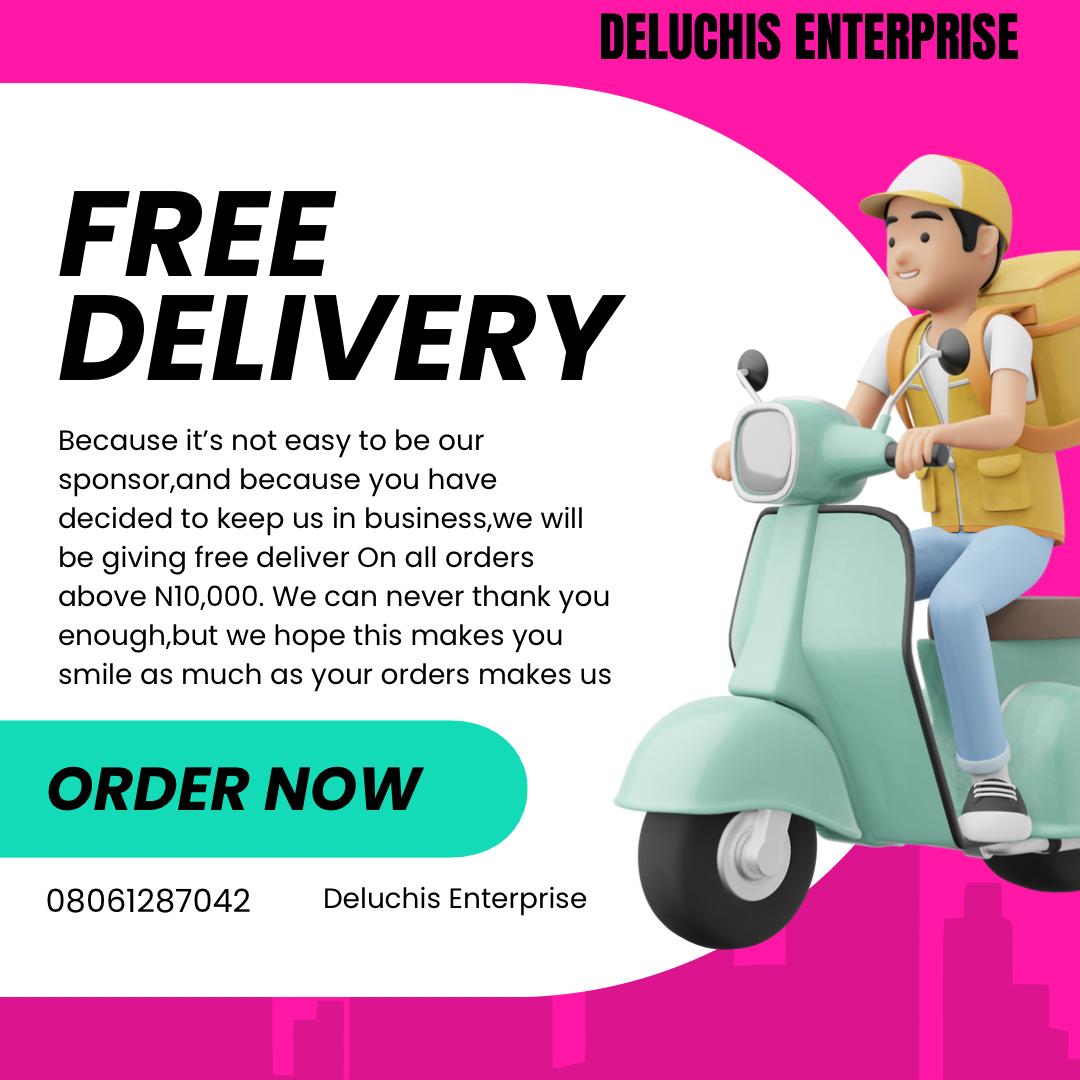 DELUCHIS ENTERPRISE
FREE
DELIVERY
Because it’s not easy to be our
sponsor,and because you have
decided to keep us in business,we will
be giving free deliver On all orders
above N10,000. We can never thank you
enough,but we hope this makes you
smile as much as your orders makes us
ORDER NOW
08061287042 Deluchis Enterprise